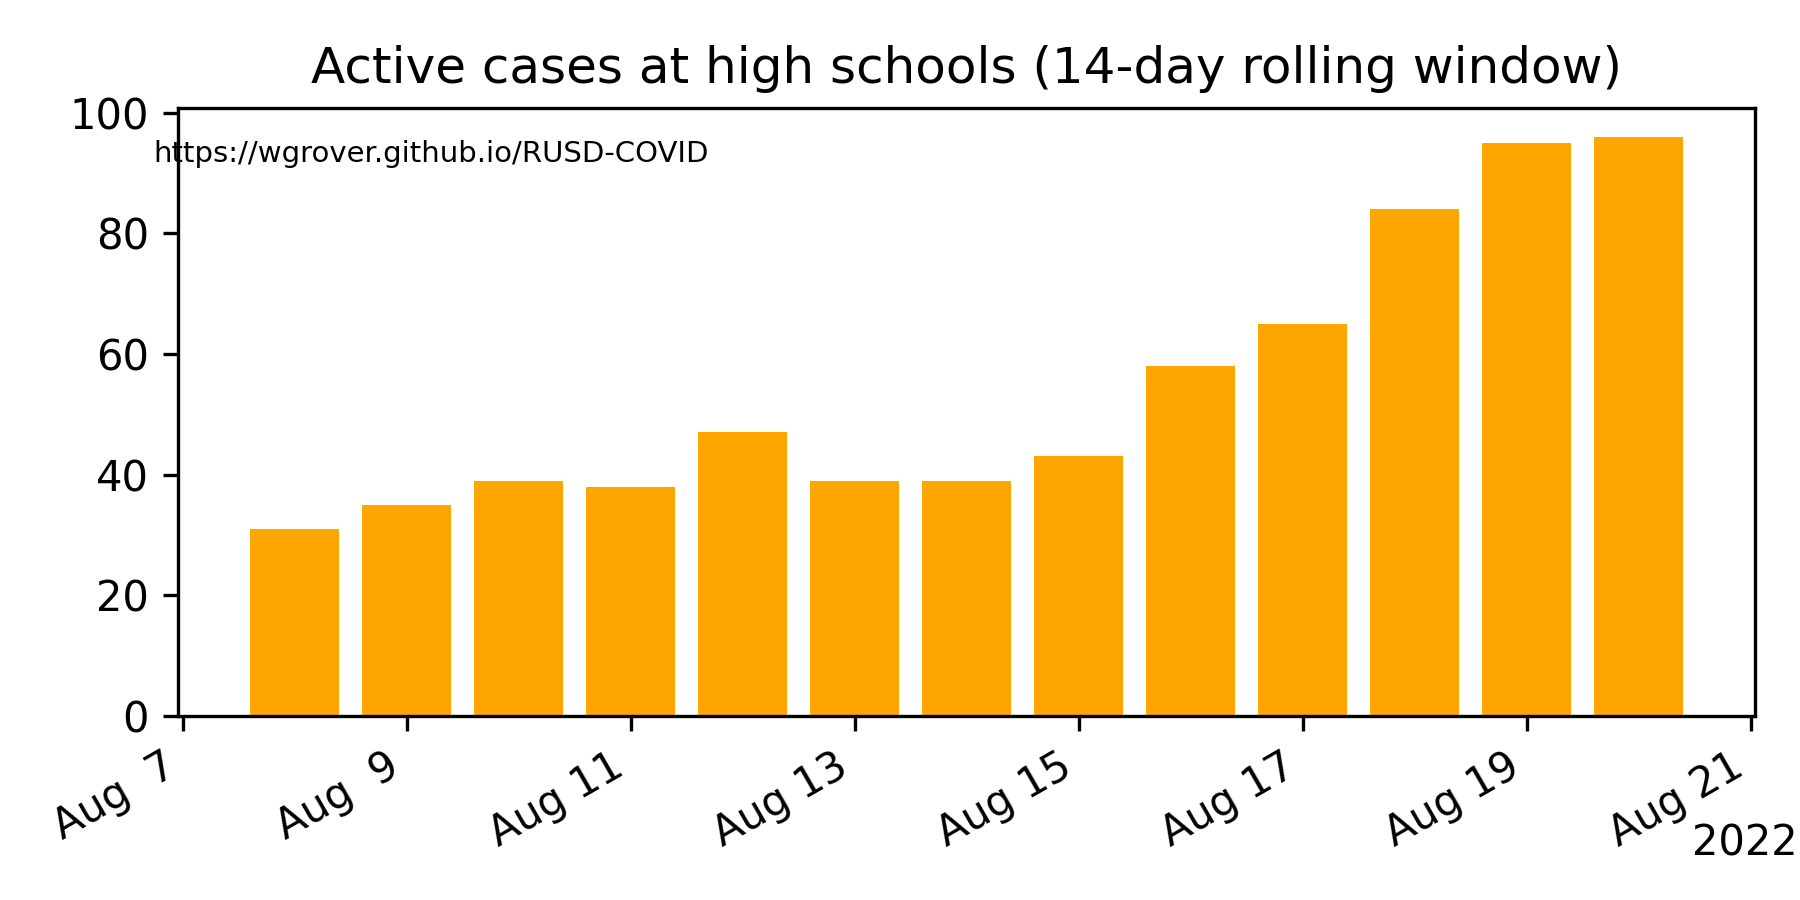 Active cases at high schools (14-day rolling window)
https://wgrover.github.io/RUSD-COVID
100
80
60
40
20
0
Aug 7
Aug 9
Aug 11
Aug 13
Aug 15
Aug 17
Aug 19
Aug 21
2022